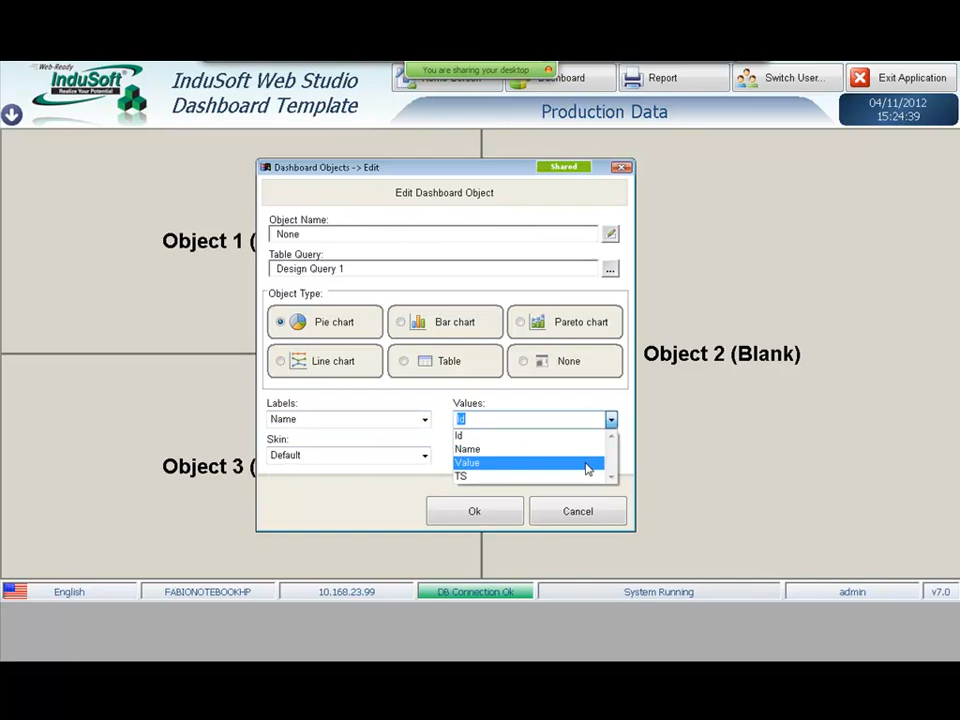 Web-Ready
InduSoft
Realize Your Potential
InduSoft Web Studio
Dashboard Template
You are sharing your desktop
Dashboard
Report
Switch User...
Exit Application
Production Data
04/11/2012
15:24:39
Dashboard Objects -> Edit
Shared
Edit Dashboard Object
Object Name:
None
Table Query:
Design Query 1
...
Object Type:
Pie chart
Bar chart
Pareto chart
Line chart
Table
None
Labels:
Values:
Name
Id
Id
Name
Value
TS
Skin:
Default
Ok
Cancel
Object 1 (
Object 2 (Blank)
Object 3 (
English
FABIONOTEBOOKHP
10.168.23.99
DB Connection Ok
System Running
admin
v7.0